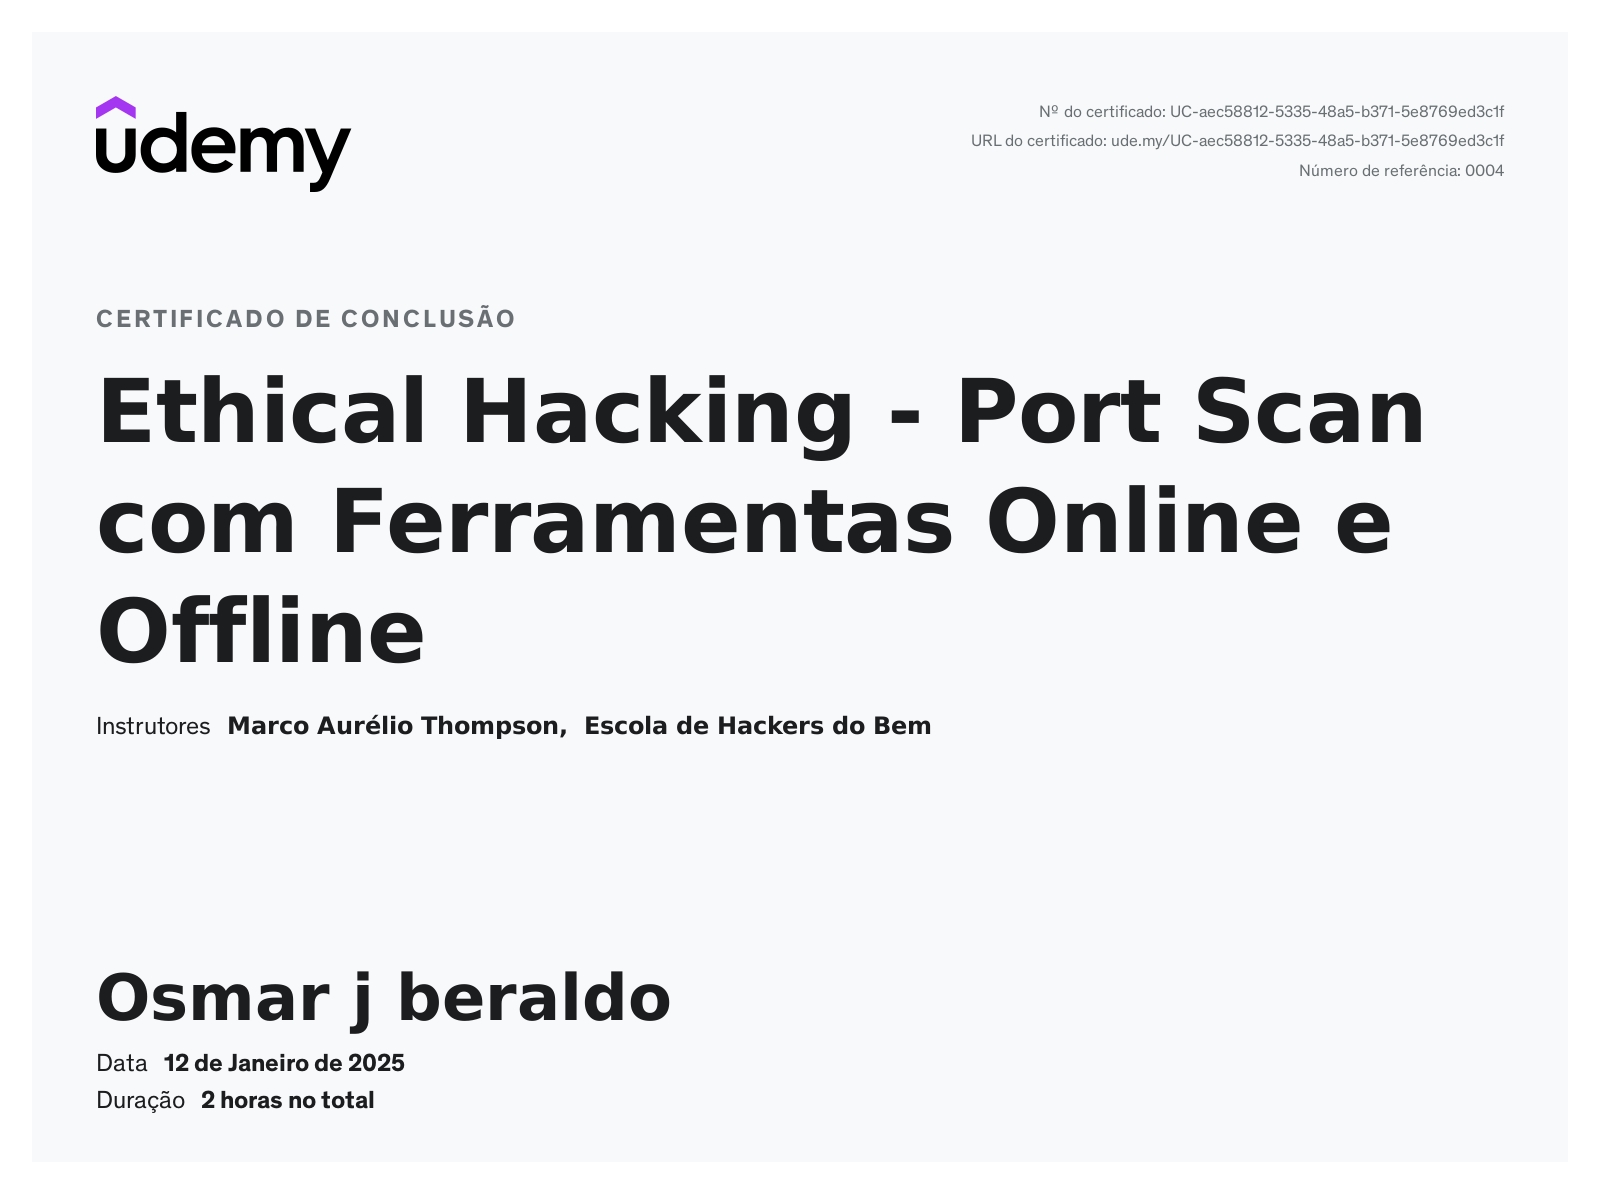 udemy
Nº do certificado: UC-aec58812-5335-48a5-b371-5e8769ed3c1f
URL do certificado: ude.my/UC-aec58812-5335-48a5-b371-5e8769ed3c1f
Número de referência: 0004
CERTIFICADO DE CONCLUSÃO
Ethical Hacking - Port Scan
com Ferramentas Online e
Offline
Instrutores Marco Aurélio Thompson, Escola de Hackers do Bem
Osmar j beraldo
Data 12 de Janeiro de 2025
Duração 2 horas no total